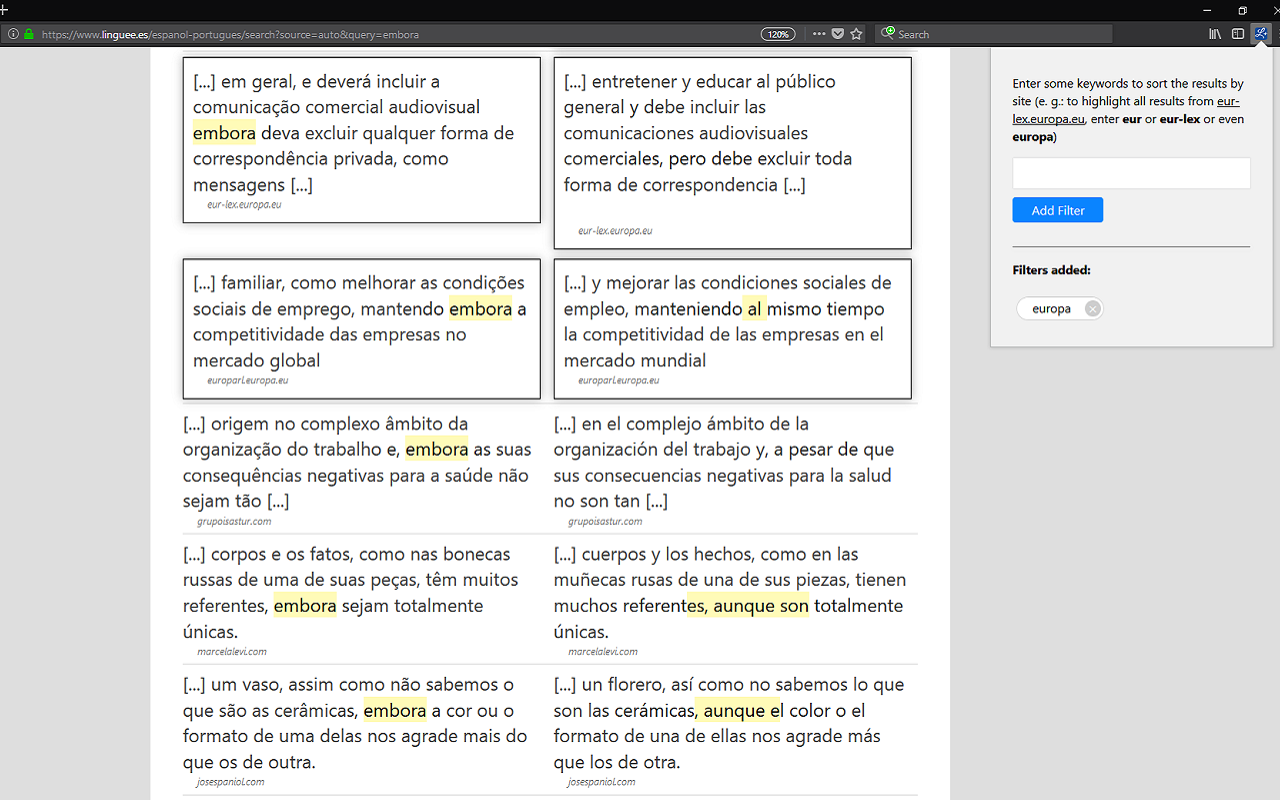 https://www.linguee.es/espanol-portugues/search?source=auto&query=embora
120%
Search
[...] em geral, e deverá incluir a
comunicação comercial audiovisual
embora deva excluir qualquer forma de
correspondência privada, como
mensagens [...]
eur-lex.europa.eu
[...] entretener y educar al público
general y debe incluir las
comunicaciones audiovisuales
comerciales, pero debe excluir toda
forma de correspondencia [...]
eur-lex.europa.eu
[...] familiar, como melhorar as condições
sociais de emprego, mantendo embora a
competitividade das empresas no
mercado global
europarl.europa.eu
[...] y mejorar las condiciones sociales de
empleo, manteniendo al mismo tiempo
la competitividad de las empresas en el
mercado mundial
europarl.europa.eu
[...] origem no complexo âmbito da
organização do trabalho e, embora as suas
consequências negativas para a saúde não
sejam tão [...]
grupoisastur.com
[...] en el complejo ámbito de la
organización del trabajo y, a pesar de que
sus consecuencias negativas para la salud
no son tan [...]
grupoisastur.com
[...] corpos e os fatos, como nas bonecas
russas de uma de suas peças, têm muitos
referentes, embora sejam totalmente
únicas.
marcelalevi.com
[...] cuerpos y los hechos, como en las
muñecas rusas de una de sus piezas, tienen
muchos referentes, aunque son totalmente
únicas.
marcelalevi.com
[...] um vaso, assim como não sabemos o
que são as cerâmicas, embora a cor ou o
formato de uma delas nos agrade mais do
que os de outra.
josespaniol.com
[...] un florero, así como no sabemos lo que
son las cerámicas, aunque el color o el
formato de una de ellas nos agrade más
que los de otra.
josespaniol.com
Enter some keywords to sort the results by
site (e. g.: to highlight all results from eur-
lex.europa.eu, enter eur or eur-lex or even
europa)
Add Filter
Filters added:
europa